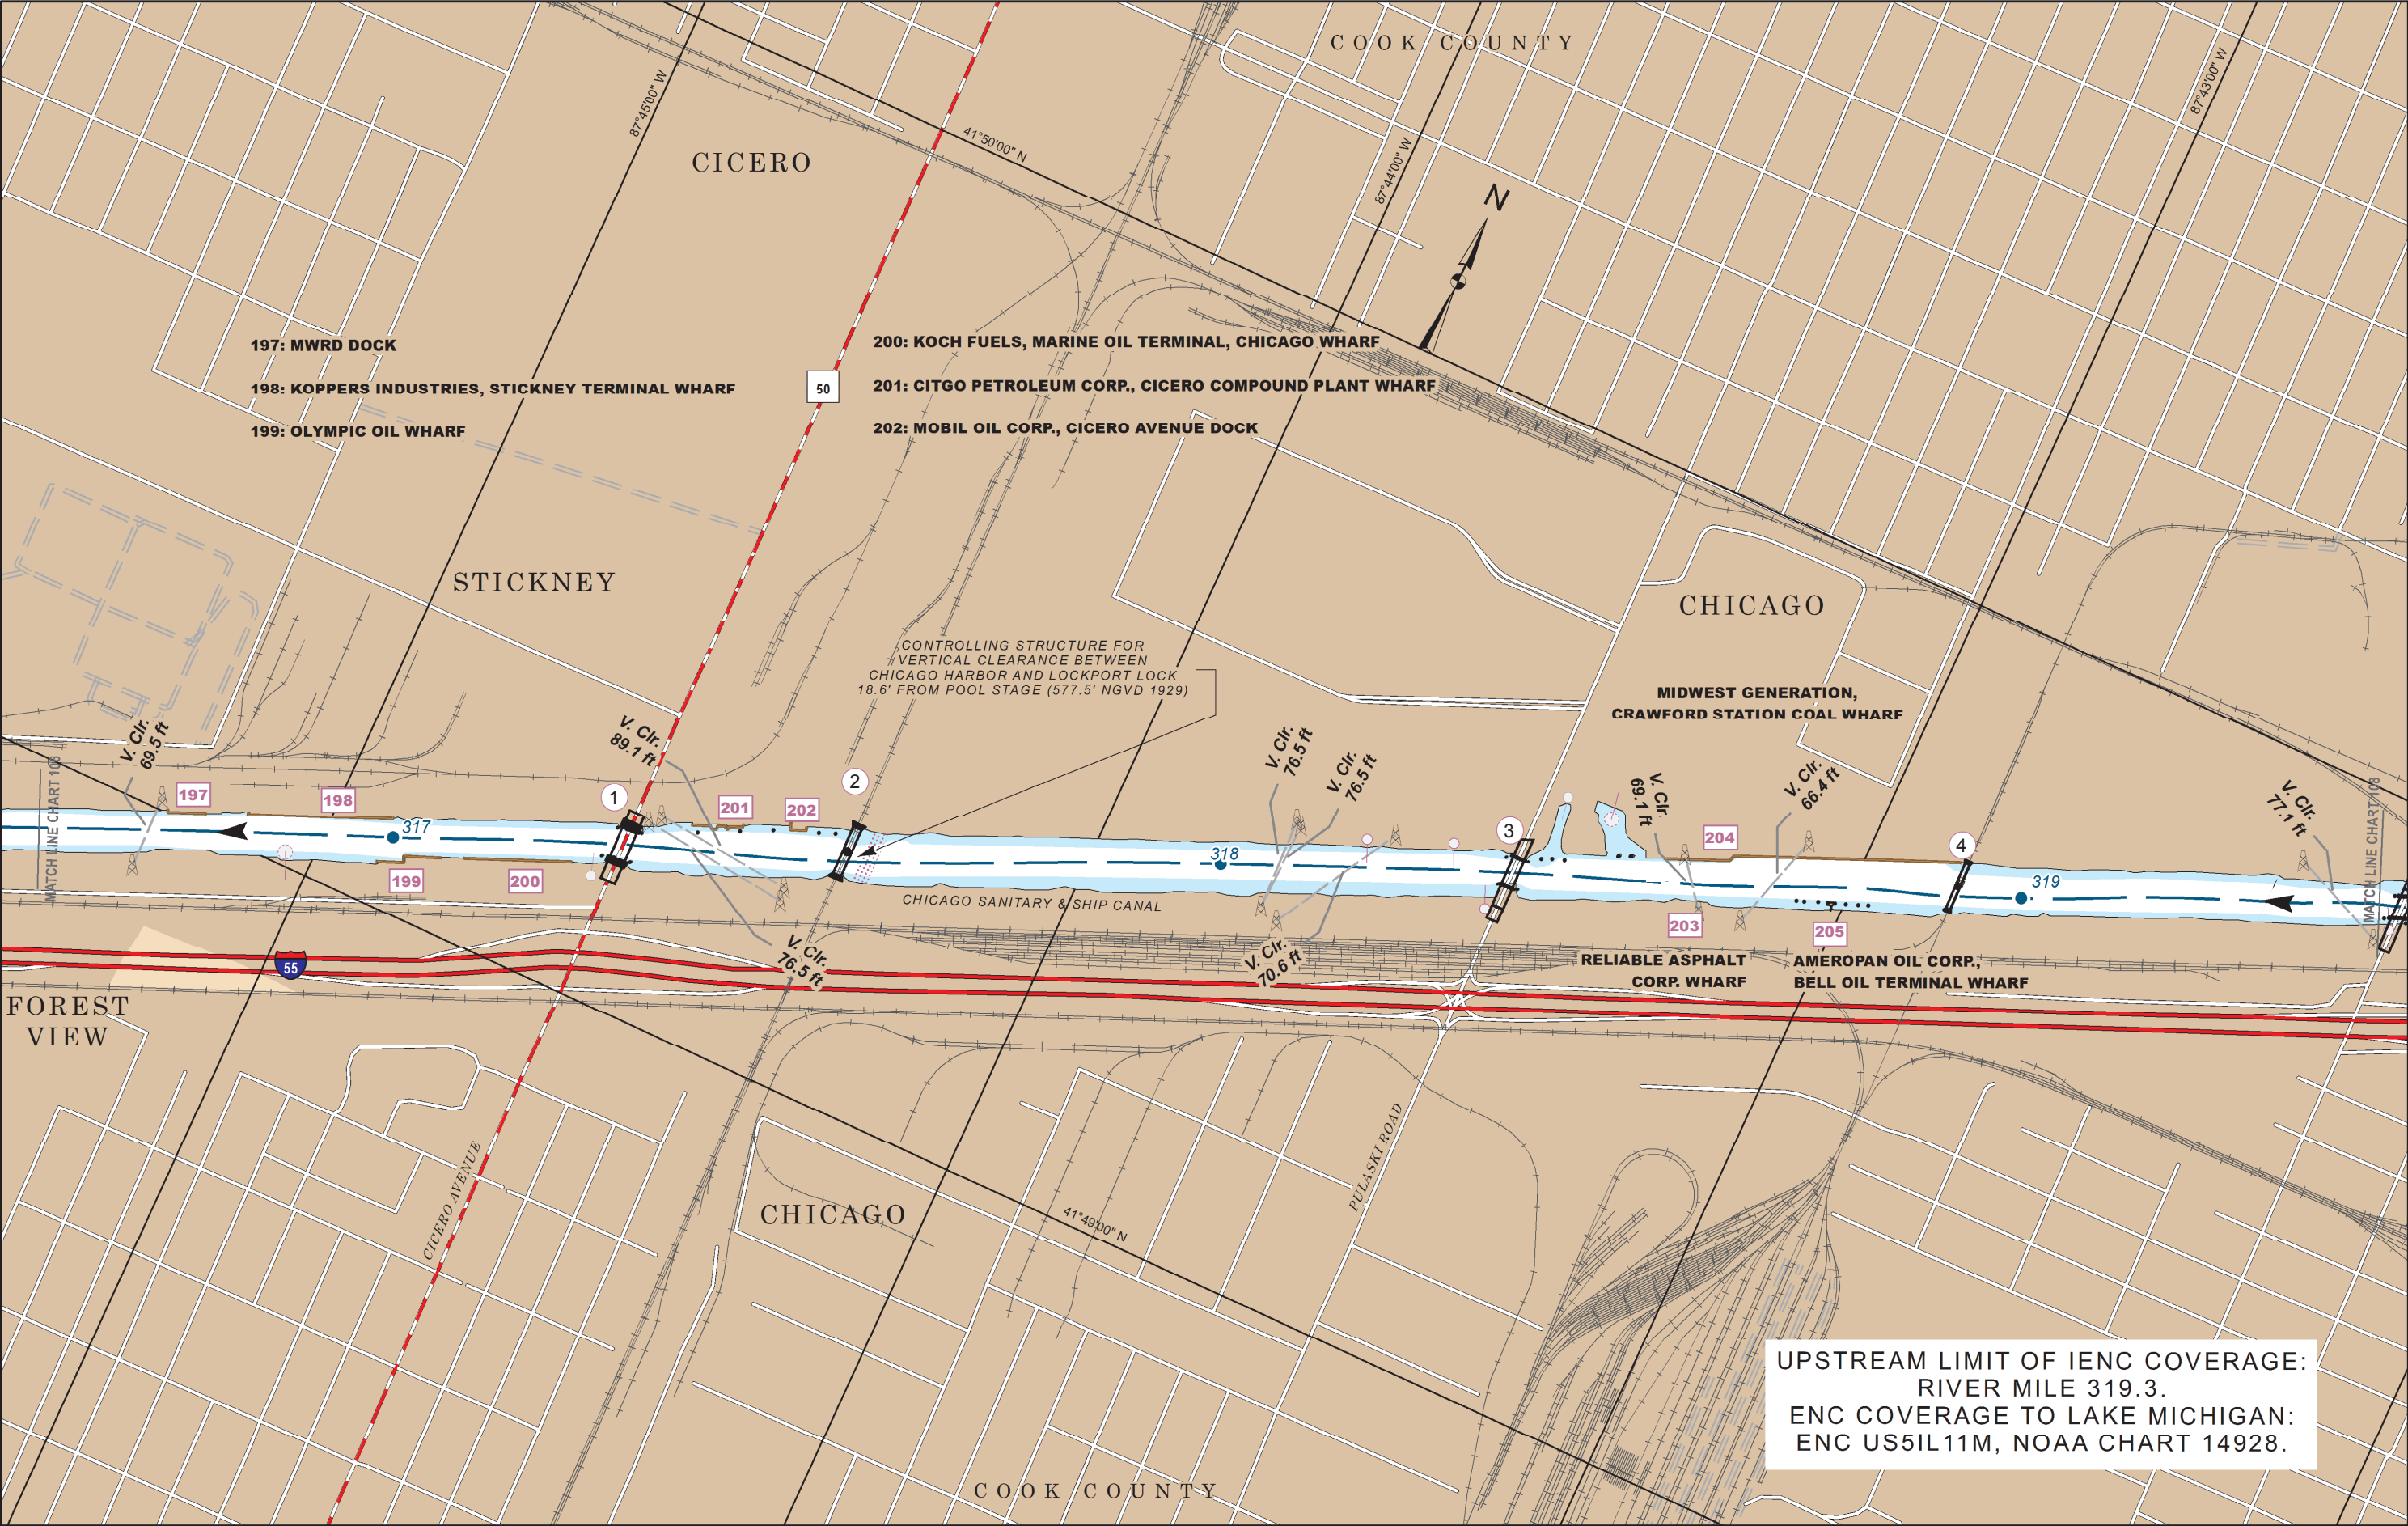 COOK COUNTY
87°45'00" W
87°43'00" W
41°50'00" N
CICERO
87°44'00" W
N
197: MWRD DOCK
198: KOPPERS INDUSTRIES, STICKNEY TERMINAL WHARF
199: OLYMPIC OIL WHARF
50
200: KOCH FUELS, MARINE OIL TERMINAL, CHICAGO WHARF
201: CITGO PETROLEUM CORP., CICERO COMPOUND PLANT WHARF
202: MOBIL OIL CORP., CICERO AVENUE DOCK
STICKNEY
CHICAGO
CONTROLLING STRUCTURE FOR
VERTICAL CLEARANCE BETWEEN
CHICAGO HARBOR AND LOCKPORT LOCK
18.6' FROM POOL STAGE (577.5' NGVD 1929)
MIDWEST GENERATION,
CRAWFORD STATION COAL WHARF
V. Clr.
69.5 ft
V. Clr.
89.1 ft
V. Clr.
76.5 ft
V. Clr.
76.5 ft
V. Clr.
69.1 ft
V. Clr.
66.4 ft
V. Clr.
77.1 ft
MATCH LINE CHART 106
197
198
1
201
202
2
3
204
4
MATCH LINE CHART 108
317
318
319
199
200
CHICAGO SANITARY & SHIP CANAL
203
205
V. Clr.
76.5 ft
V. Clr.
70.6 ft
RELIABLE ASPHALT
CORP. WHARF
AMEROPAN OIL CORP.,
BELL OIL TERMINAL WHARF
55
FOREST
VIEW
CICERO AVENUE
PULASKI ROAD
CHICAGO
41°49'00" N
UPSTREAM LIMIT OF IENC COVERAGE:
RIVER MILE 319.3.
ENC COVERAGE TO LAKE MICHIGAN:
ENC US5IL11M, NOAA CHART 14928.
COOK COUNTY